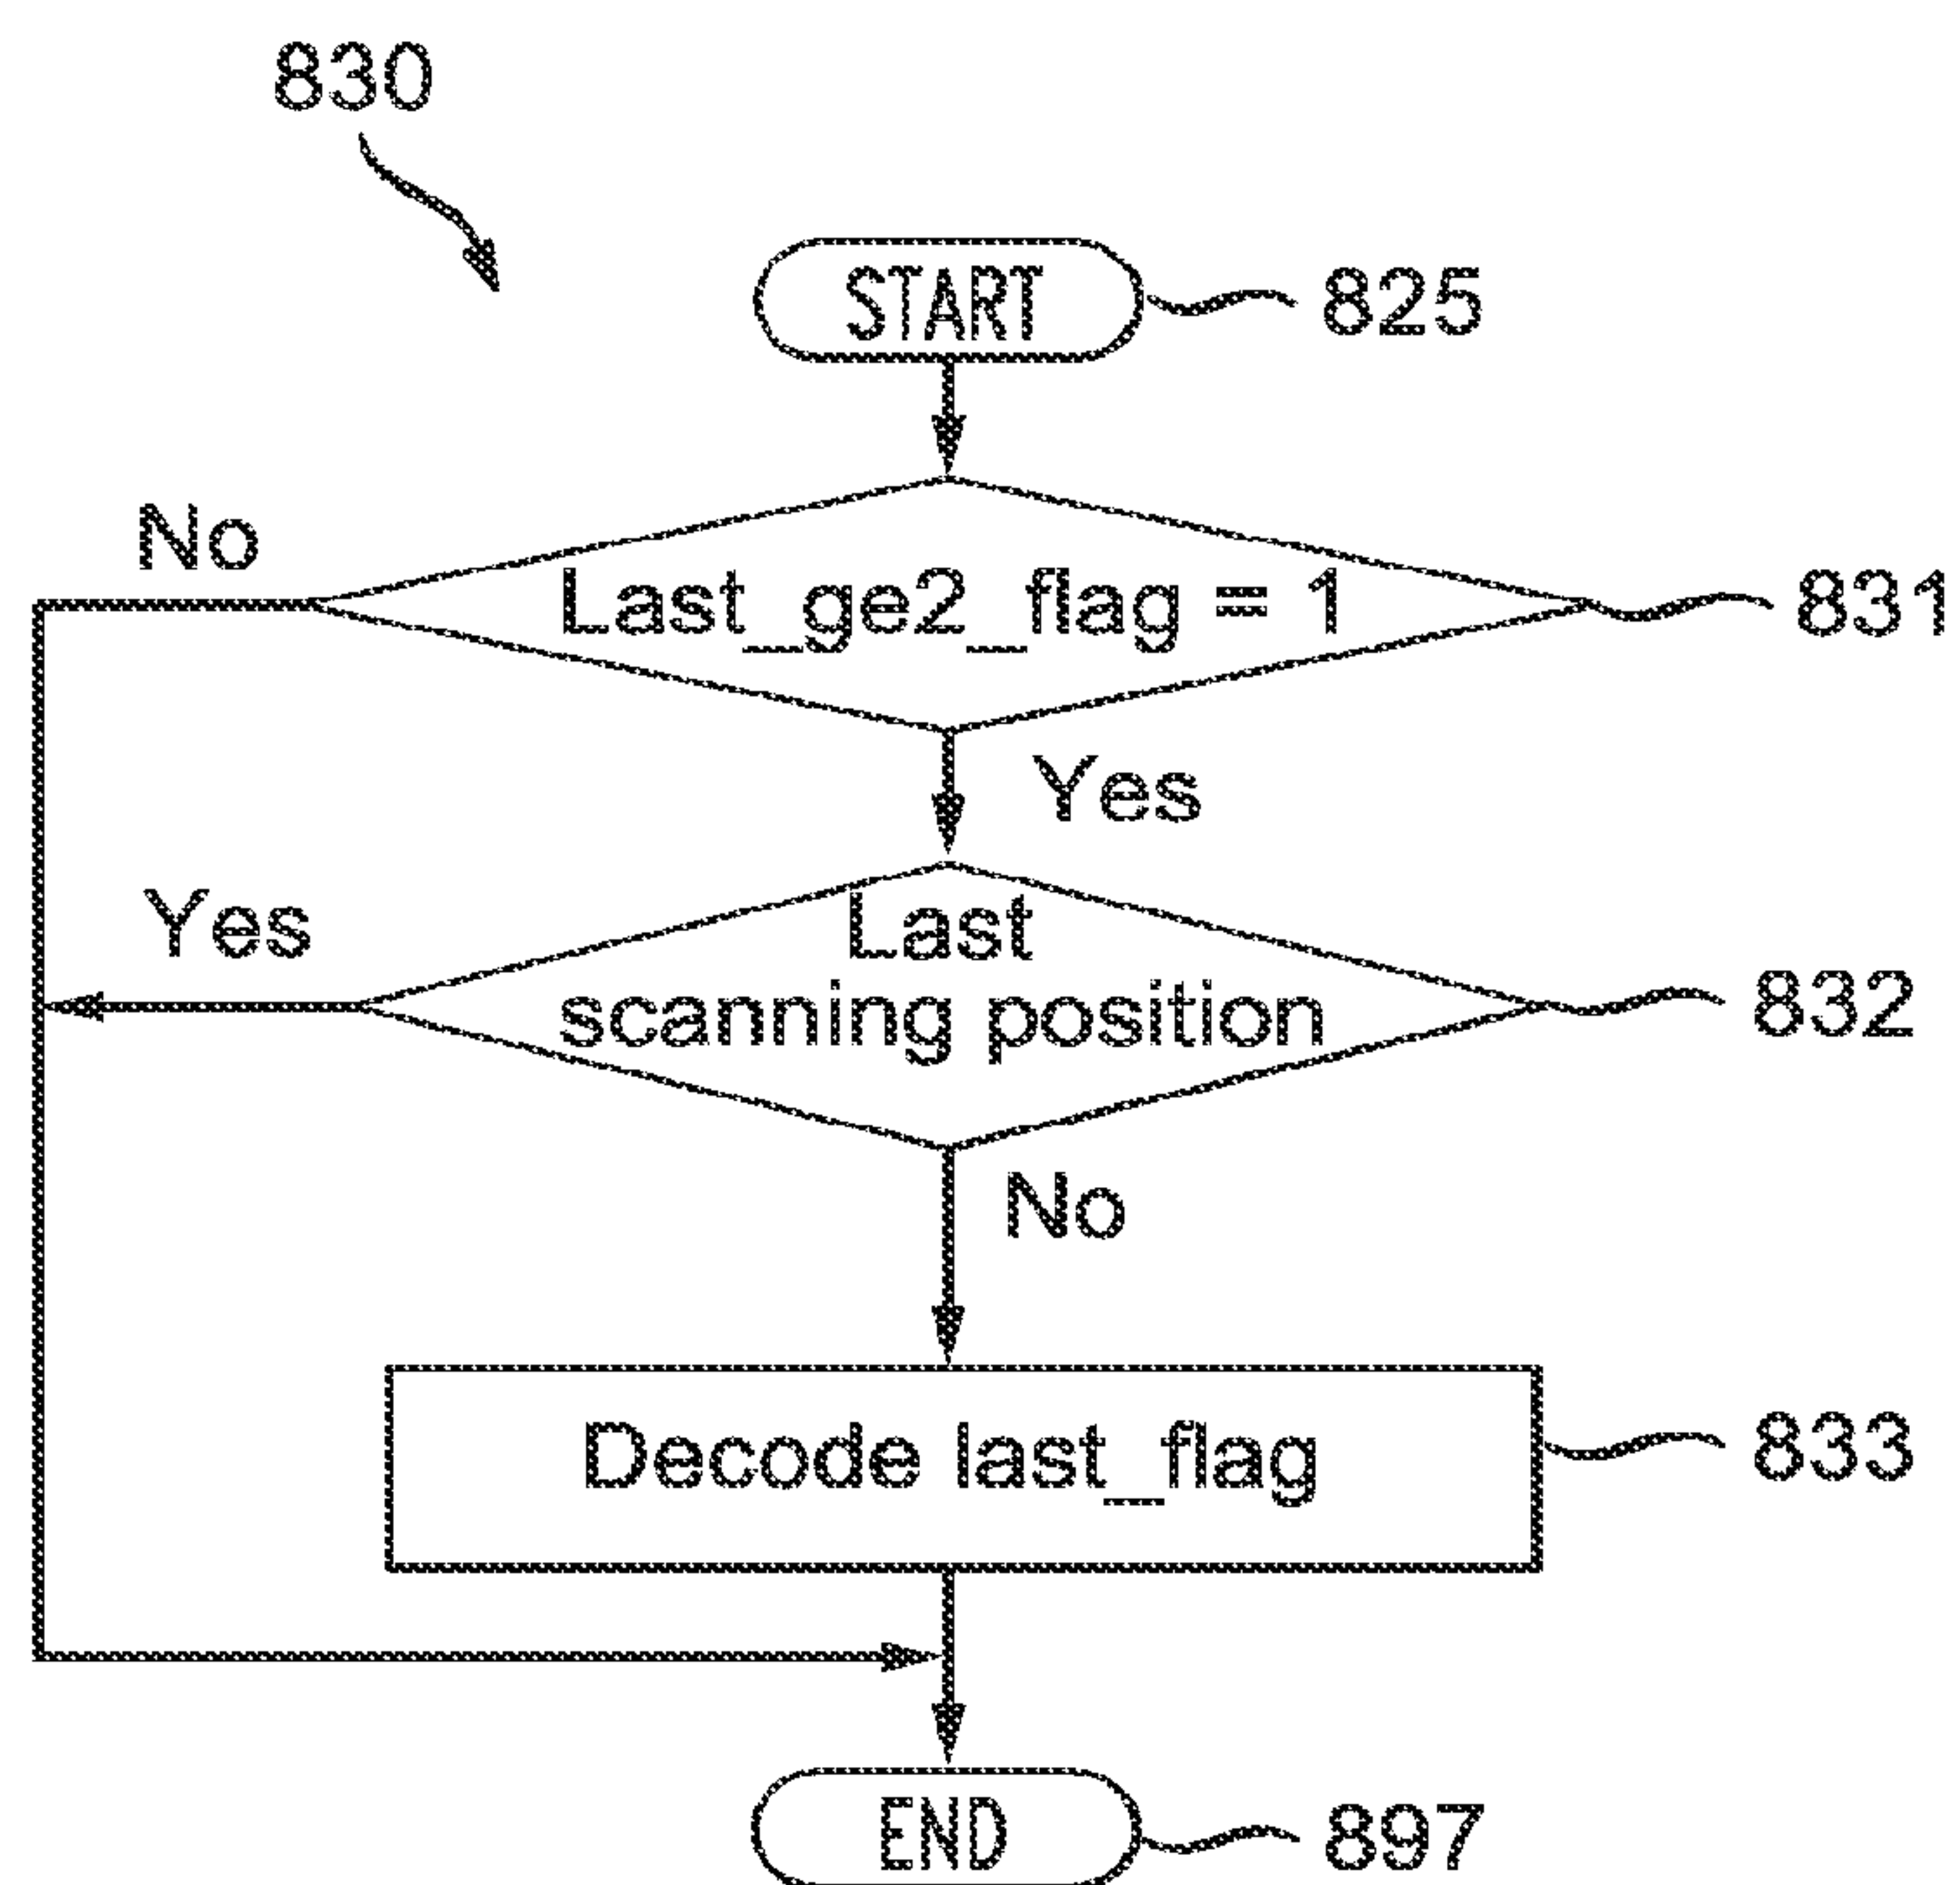 830
START
825
No
Last_ge2_flag = 1
831
Yes
Yes
Last
scanning position
832
No
Decode last_flag
833
END
897